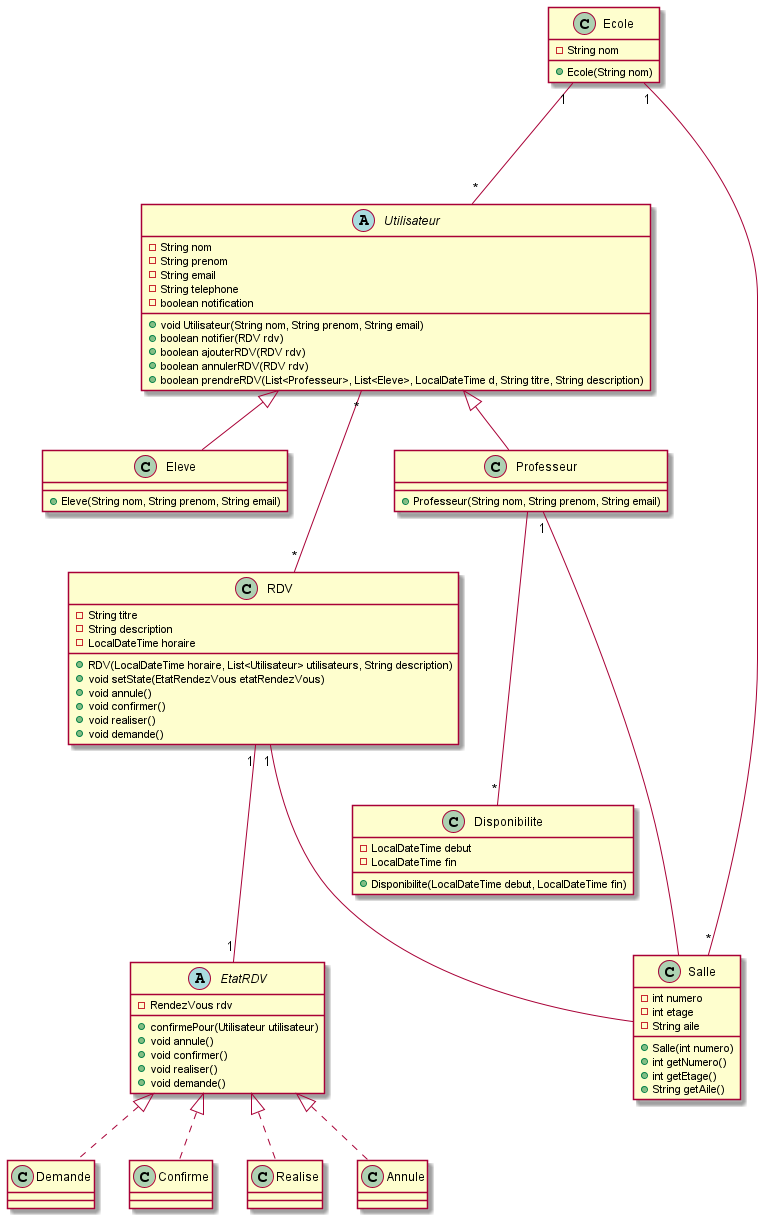 C Ecole
String nom
Ecole(String nom)
1
1
*
A Utilisateur
String nom
String prenom
String email
String telephone
boolean notification
void Utilisateur(String nom, String prenom, String email)
boolean notifier(RDV rdv)
boolean ajouterRDV(RDV rdv)
boolean annulerRDV(RDV rdv)
boolean prendreRDV(List<Professeur>, List<Eleve>, LocalDateTime d, String titre, String description)
*
C Eleve
Eleve(String nom, String prenom, String email)
C Professeur
Professeur(String nom, String prenom, String email)
1
*
C RDV
String titre
String description
LocalDateTime horaire
RDV(LocalDateTime horaire, List<Utilisateur> utilisateurs, String description)
void setState(EtatRendezVous etatRendezVous)
void annule()
void confirmer()
void realiser()
void demande()
1
1
*
C Disponibilite
LocalDateTime debut
LocalDateTime fin
Disponibilite(LocalDateTime debut, LocalDateTime fin)
1
*
A EtatRDV
RendezVous rdv
confirmePour(Utilisateur utilisateur)
void annule()
void confirmer()
void realiser()
void demande()
C Salle
int numero
int etage
String aile
Salle(int numero)
int getNumero()
int getEtage()
String getAile()
C Demande
C Confirme
C Realise
C Annule